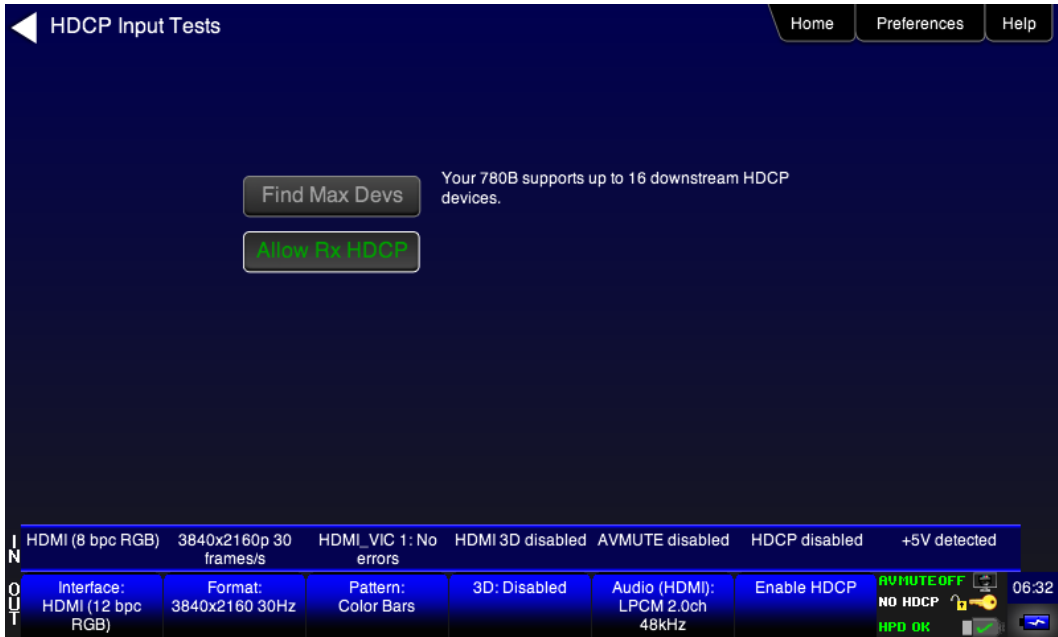 HDCP Input Tests
Home
Preferences
Help
Find Max Devs
Your 780B supports up to 16 downstream HDCP
devices.
Allow Rx HDCP
IN
HDMI (8 bpc RGB)
3840x2160p 30
frames/s
HDMI_VIC 1: No
errors
HDMI 3D disabled
AVMUTE disabled
HDCP disabled
+5V detected
OUT
Interface:
HDMI (12 bpc
RGB)
Format:
3840x2160 30Hz
Pattern:
Color Bars
3D: Disabled
Audio (HDMI):
LPCM 2.0ch
48kHz
Enable HDCP
AVMUTEOFF
NO HDCP
HPD OK
06:32